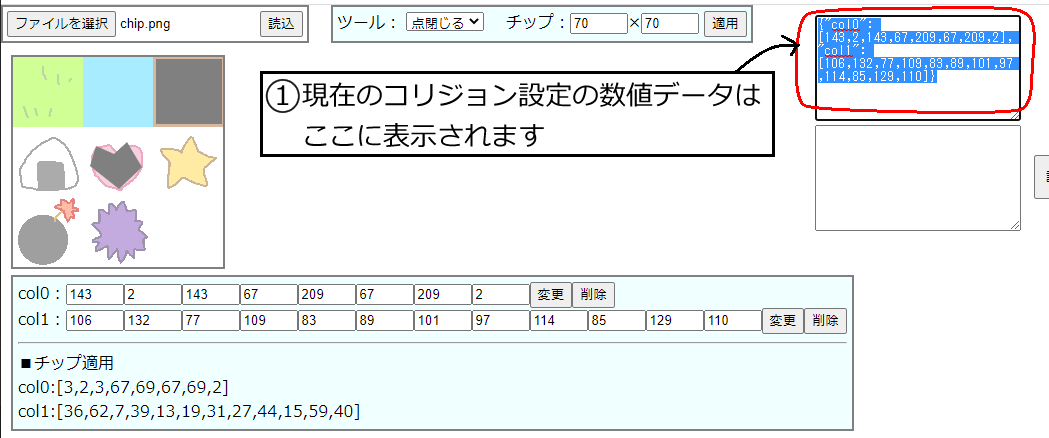 ファイルを選択 chip.png 読込
ツール： 点閉じる チップ：70×70 適用
{"col0":
[143,2,143,67,209,67,209,2],
"col1":
[106,132,77,109,83,89,101,97
,114,85,129,110]}
①現在のコリジョン設定の数値データは
ここに表示されます
col0：143 2 143 67 209 67 209 2 変更 削除
col1：106 132 77 109 83 89 101 97 114 85 129 110 変更 削除
■チップ適用
col0:[3,2,3,67,69,67,69,2]
col1:[36,62,7,39,13,19,31,27,44,15,59,40]